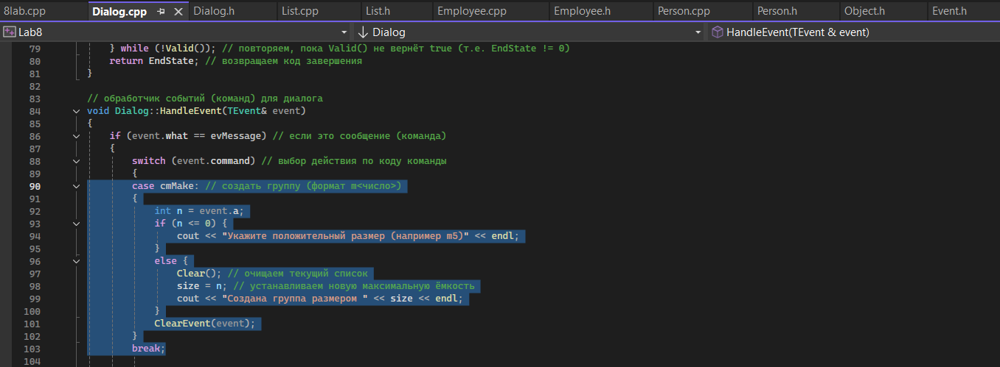 8lab.cpp Dialog.cpp Dialog.h List.cpp List.h Employee.cpp Employee.h Person.cpp Person.h Object.h Event.h
Lab8 Dialog HandleEvent(TEvent & event)
79 } while (!Valid()); // повторяем, пока Valid() не вернёт true (т.е. EndState != 0)
80 return EndState; // возвращаем код завершения
81 }
82
83 // обработчик событий (команд) для диалога
84 void Dialog::HandleEvent(TEvent& event)
85 {
86 if (event.what == evMessage) // если это сообщение (команда)
87 {
88 switch (event.command) // выбор действия по коду команды
89 {
90 case cmMake: // создать группу (формат m<число>)
91 {
92 int n = event.a;
93 if (n <= 0) {
94 cout << "Укажите положительный размер (например m5)" << endl;
95 }
96 else {
97 Clear(); // очищаем текущий список
98 size = n; // устанавливаем новую максимальную ёмкость
99 cout << "Создана группа размером " << size << endl;
100 }
101 ClearEvent(event);
102 }
103 break;
104